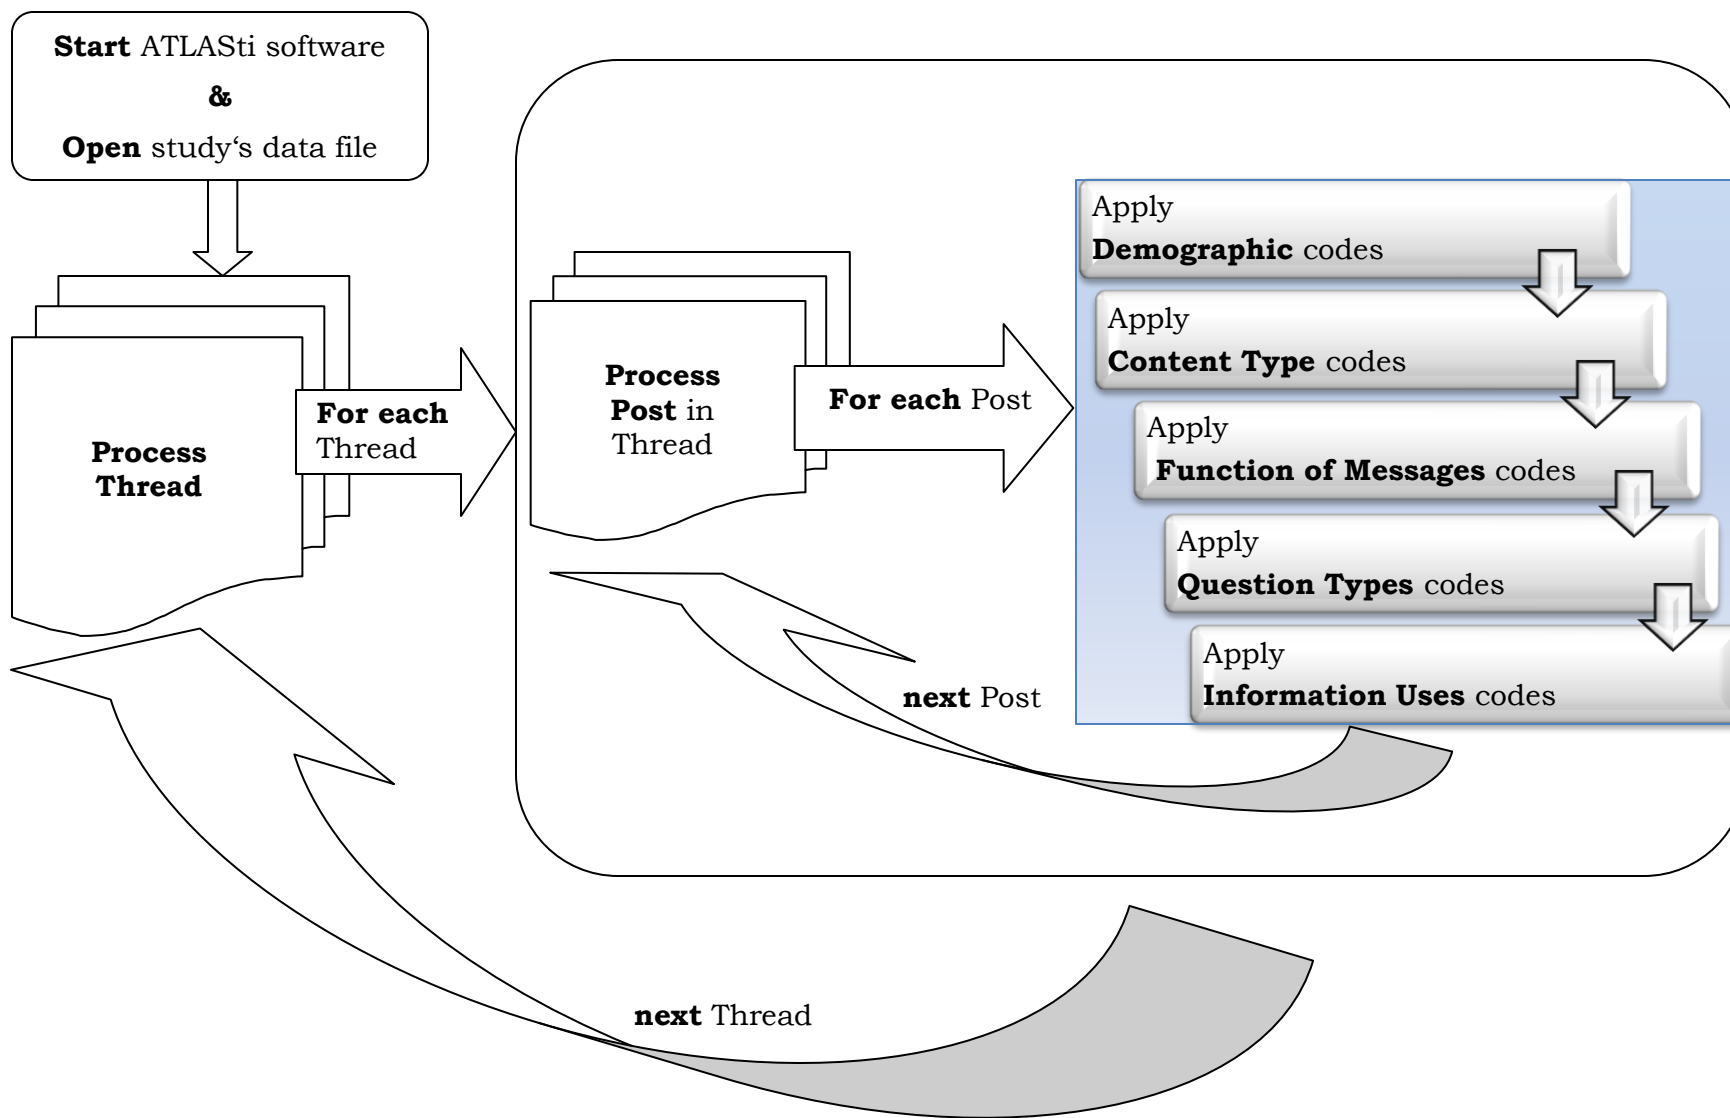 Start ATLASti software
&
Open study‘s data file
Process
Thread
For each
Thread
Process
Post in
Thread
For each Post
Apply
Demographic codes
Apply
Content Type codes
Apply
Function of Messages codes
Apply
Question Types codes
Apply
Information Uses codes
next Post
next Thread